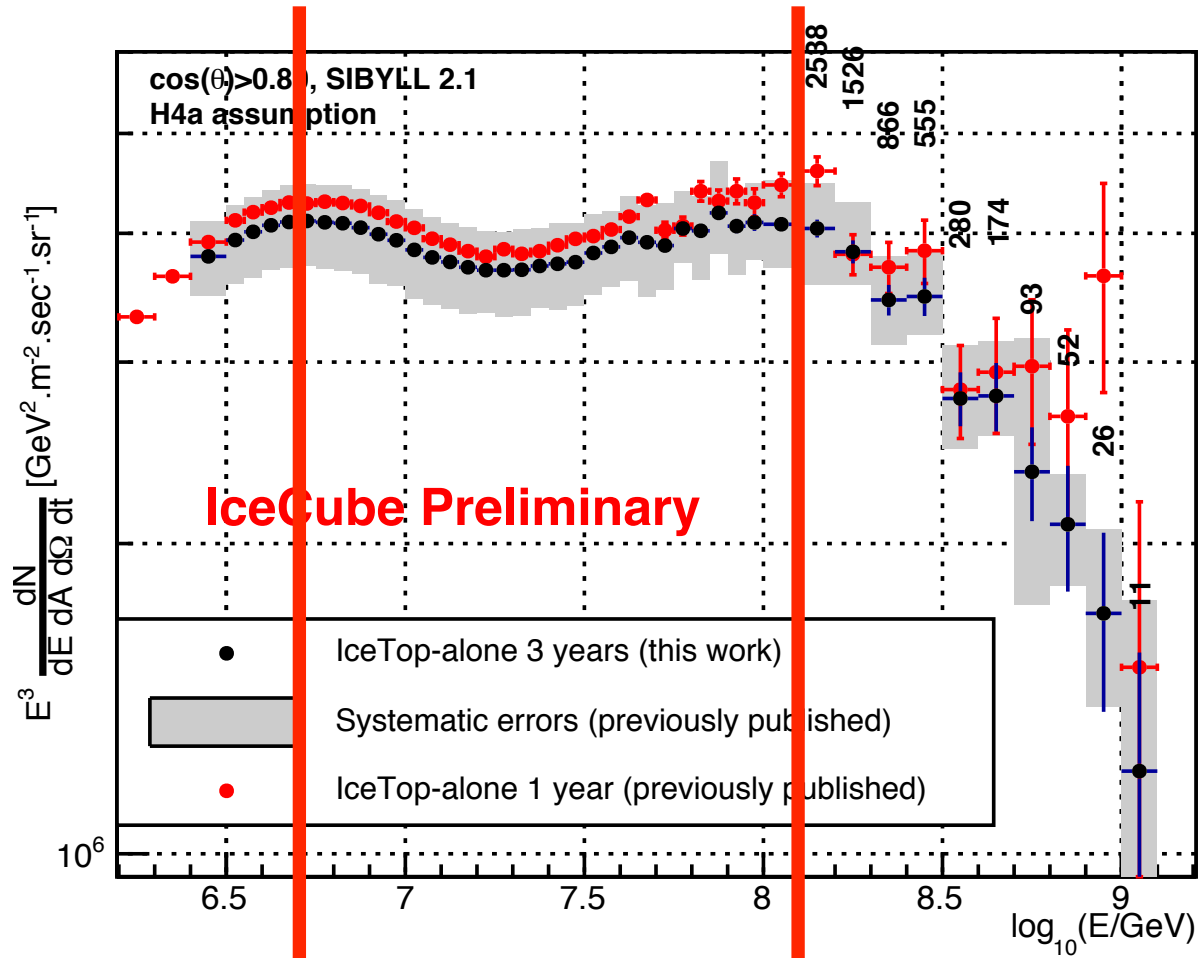 cos(θ)>0.80, SIBYLL 2.1
H4a assumption
2588
1526
866
555
280
174
93
52
26
11
IceCube Preliminary
IceTop-alone 3 years (this work)
Systematic errors (previously published)
IceTop-alone 1 year (previously published)
E³ dN/dE dA dΩ dt [GeV².m⁻².sec⁻¹.sr⁻¹]
10⁶
6.5 7 7.5 8 8.5 9
log₁₀(E/GeV)